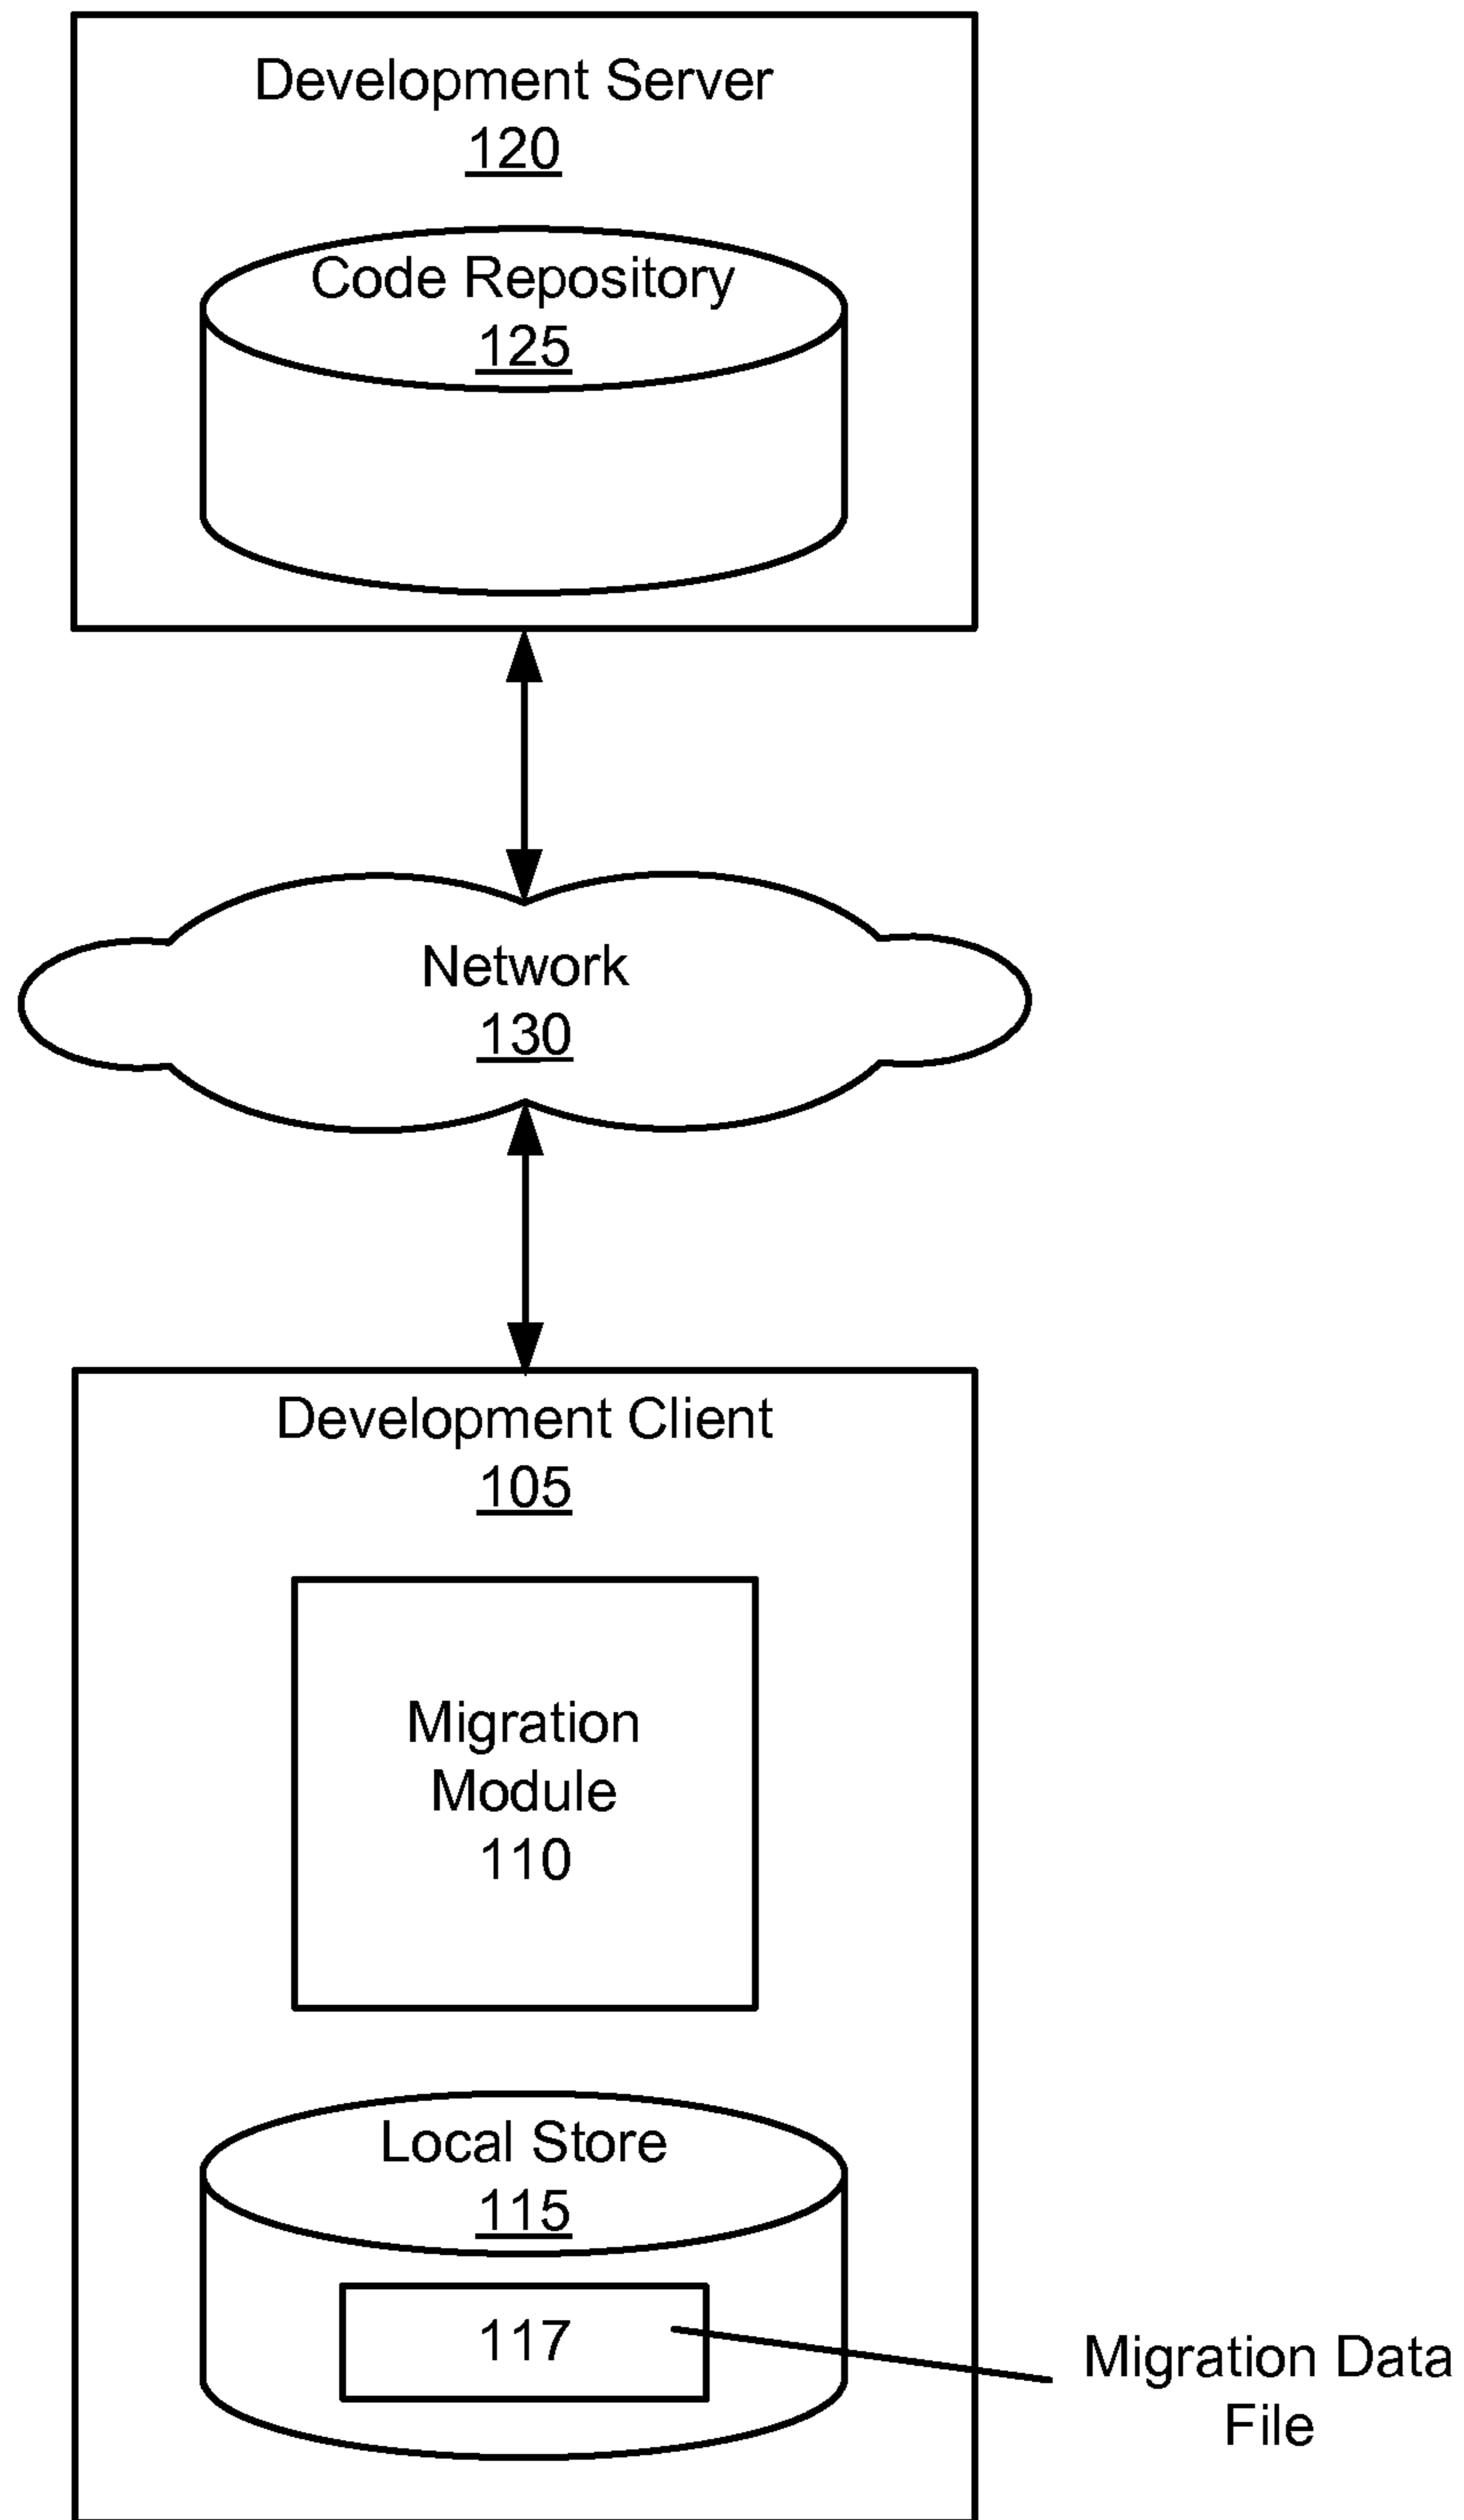 Development Server
120
Code Repository
125
Network
130
Development Client
105
Migration
Module
110
Local Store
115
117
Migration Data
File